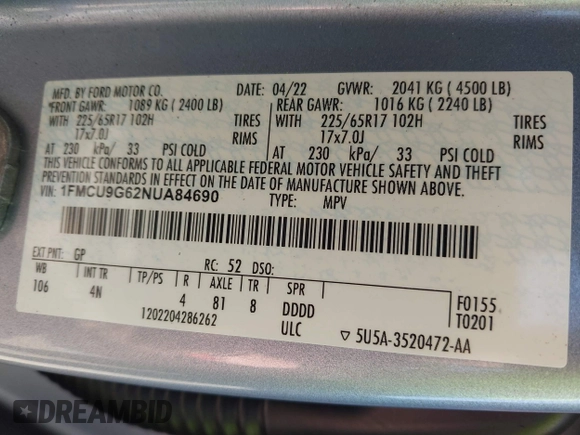 MFD. BY FORD MOTOR CO. DATE: 04/22 GVWR: 2041 KG ( 4500 LB)
*FRONT GAWR: 1089 KG ( 2400 LB) REAR GAWR: 1016 KG ( 2240 LB)
WITH 225/65R17 102H TIRES WITH 225/65R17 102H TIRES
17x7.0J RIMS 17x7.0J RIMS
AT 230 kPa/ 33 PSI COLD AT 230 kPa/ 33 PSI COLD
THIS VEHICLE CONFORMS TO ALL APPLICABLE FEDERAL MOTOR VEHICLE SAFETY AND THEFT
PREVENTION STANDARDS IN EFFECT ON THE DATE OF MANUFACTURE SHOWN ABOVE.
VIN: 1FMCU9G62NUA84690 TYPE: MPV
EXT PNT: GP RC: 52 DSO:
WB INT TR TP/PS R AXLE TR SPR
106 4N 4 81 8 DDDD
1202204286262 ULC
F0155
T0201
▽ 5U5A-3520472-AA
DREAMBID